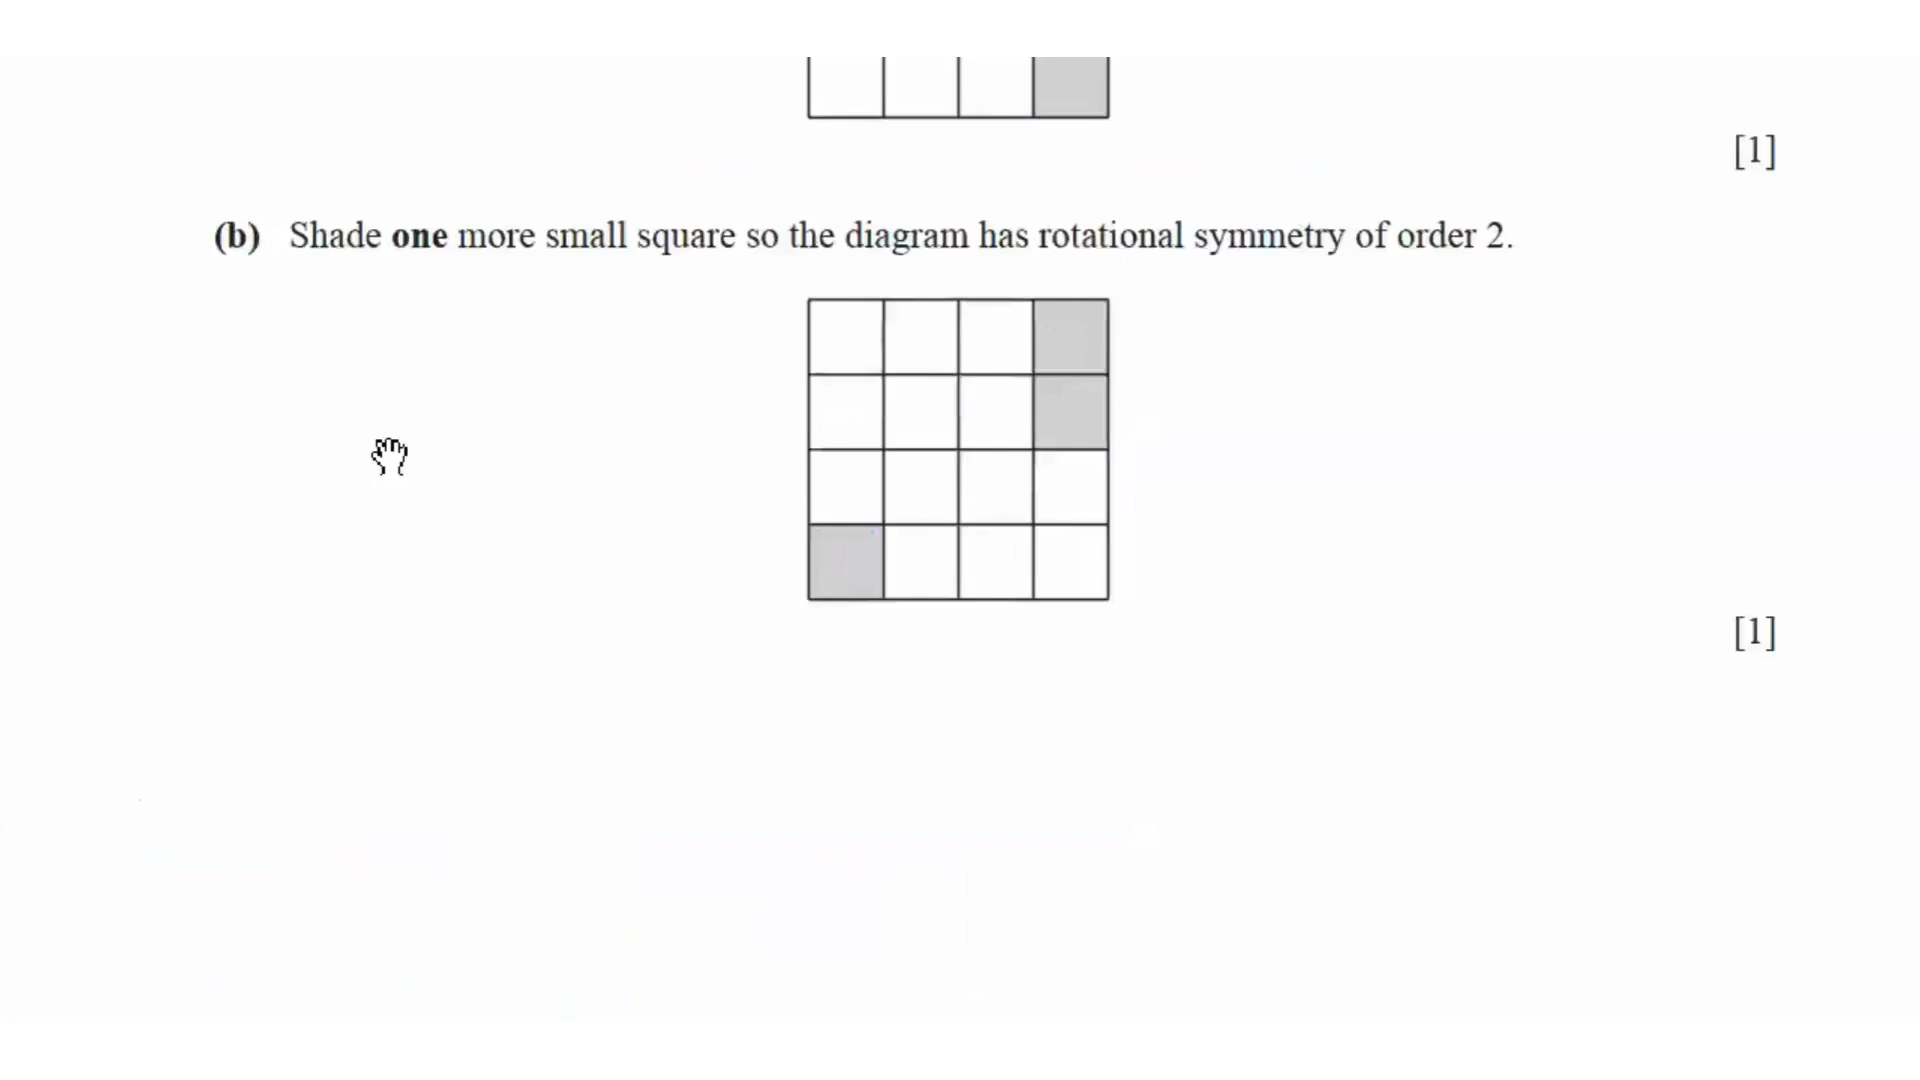 [1]
(b) Shade one more small square so the diagram has rotational symmetry of order 2.
[1]